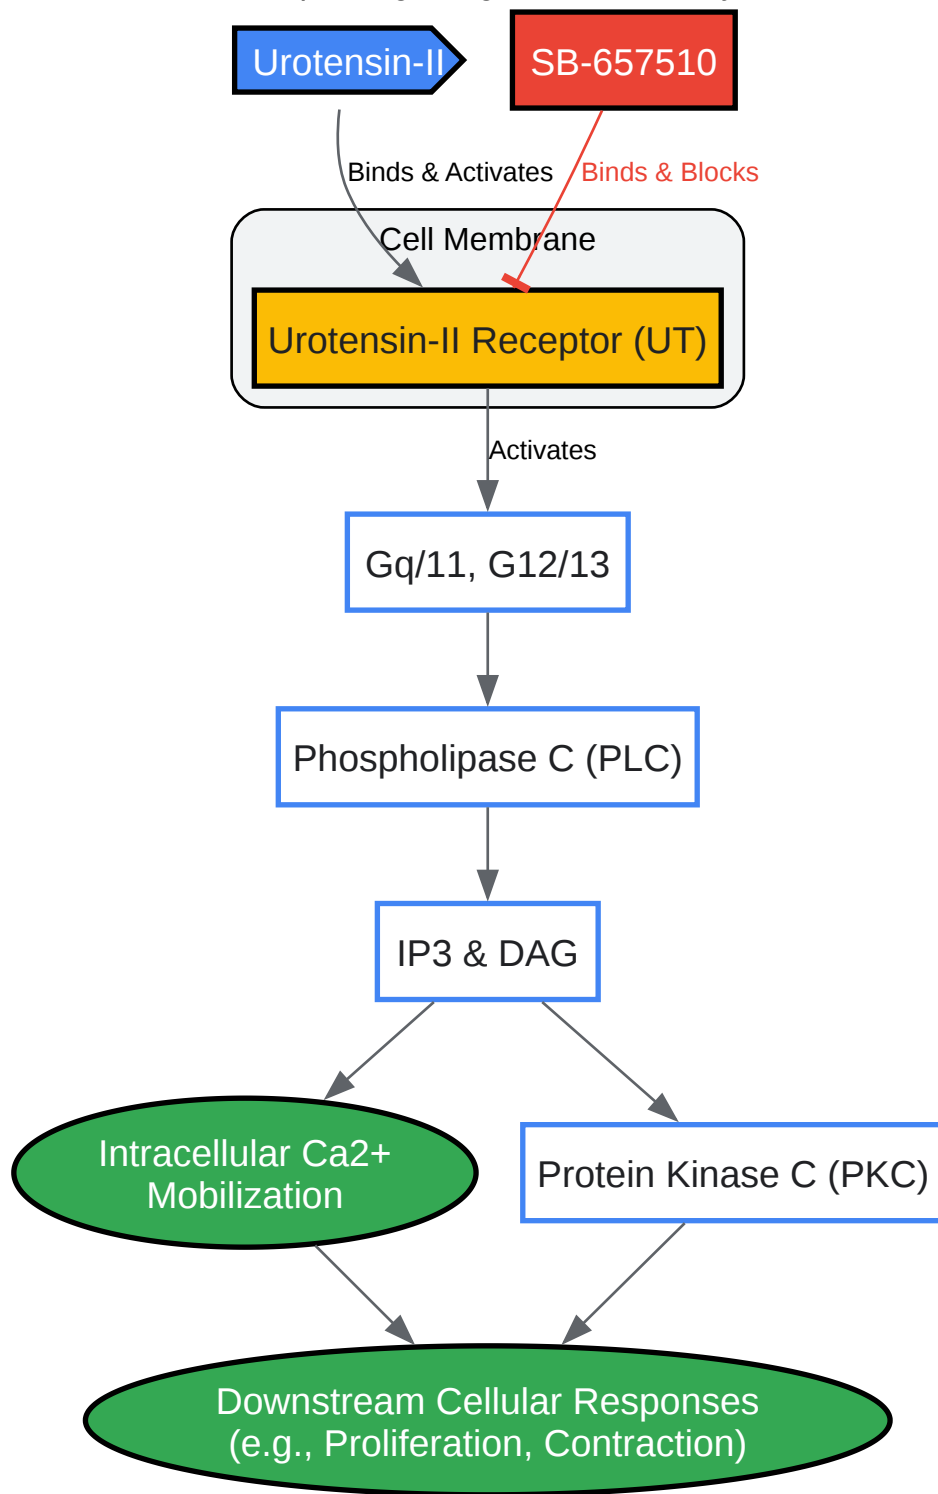 Urotensin-II
SB-657510
Binds & Activates
Binds & Blocks
Cell Membrane
Urotensin-II Receptor (UT)
Activates
Gq/11, G12/13
Phospholipase C (PLC)
IP3 & DAG
Intracellular Ca2+
Mobilization
Protein Kinase C (PKC)
Downstream Cellular Responses
(e.g., Proliferation, Contraction)